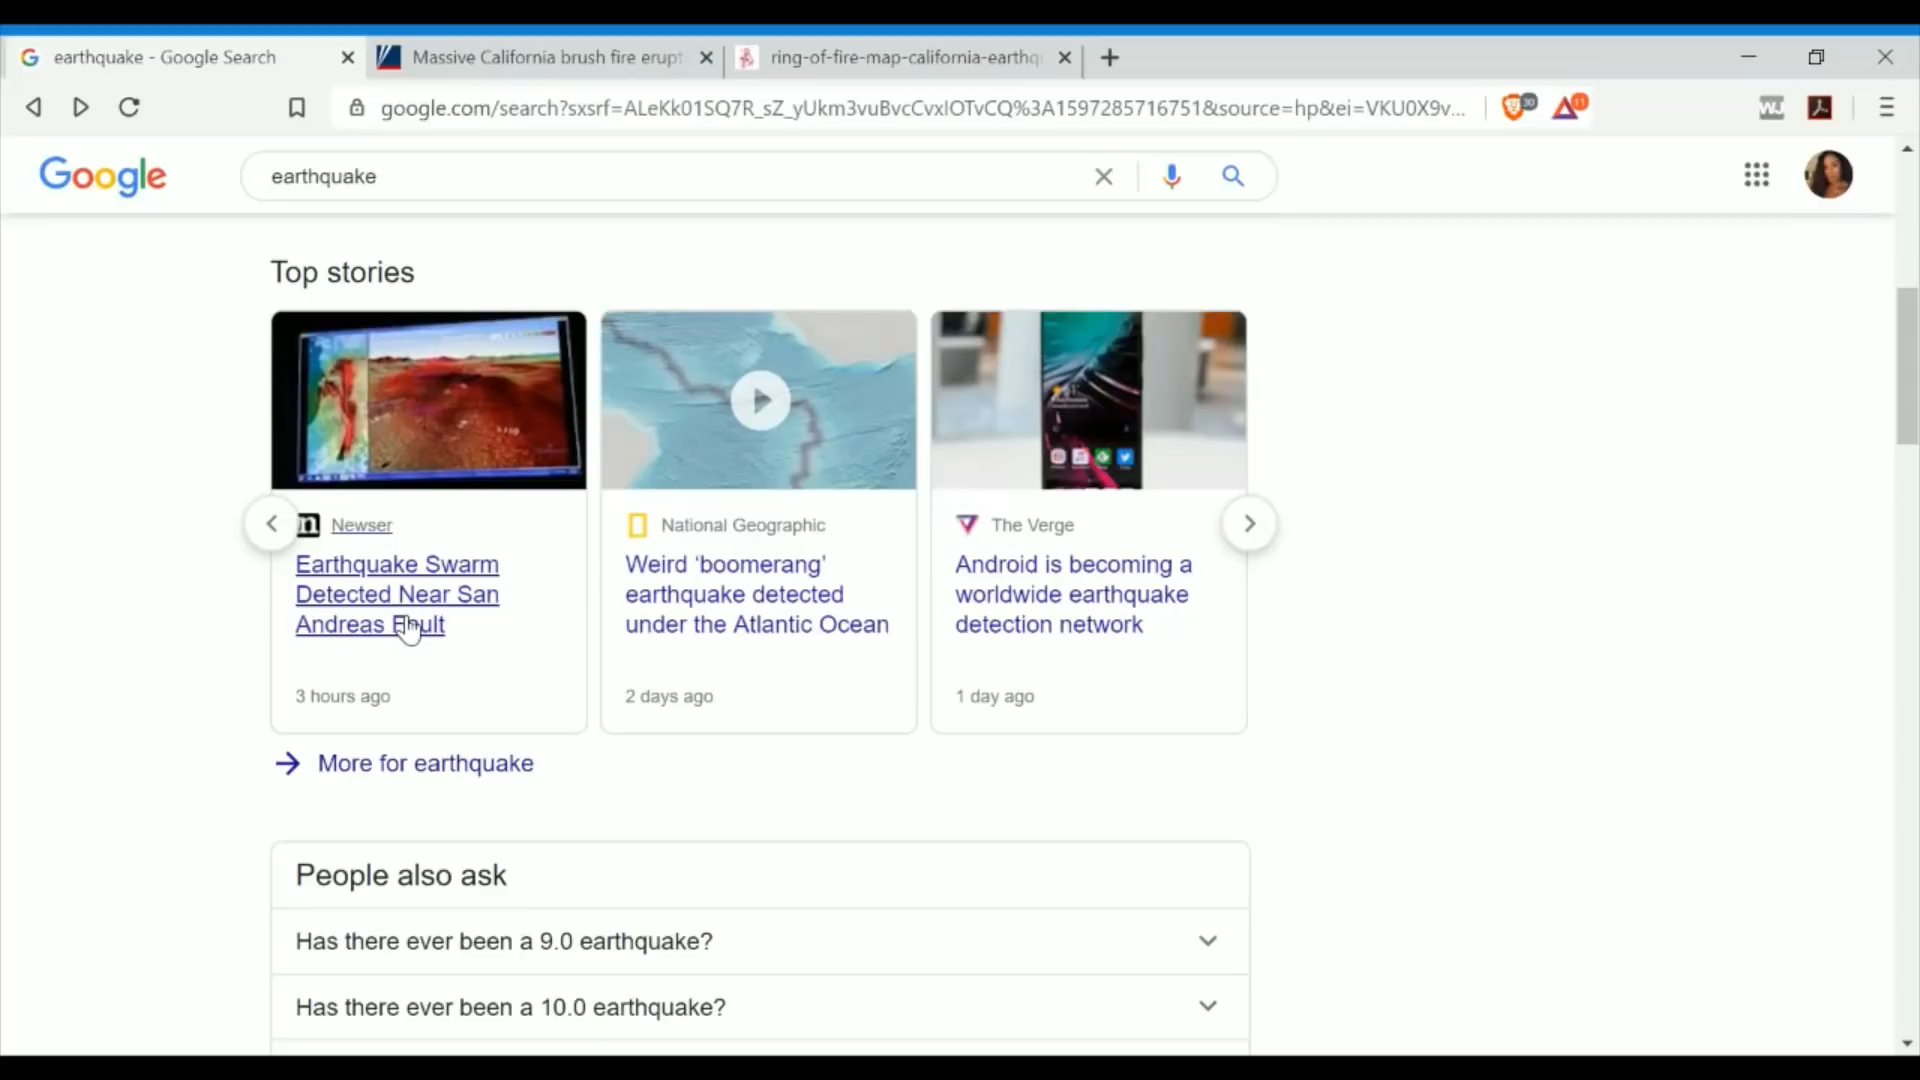 earthquake - Google Search
Massive California brush fire erupt
ring-of-fire-map-california-earthq
google.com/search?sxsrf=ALeKk01SQ7R_sZ_yUkm3vuBvcCvxIOTvCQ%3A1597285716751&source=hp&ei=VKU0X9v...
30
11
WJ
Google
earthquake
Top stories
Newser
Earthquake Swarm
Detected Near San
Andreas Fault
3 hours ago
National Geographic
Weird ‘boomerang’
earthquake detected
under the Atlantic Ocean
2 days ago
The Verge
Android is becoming a
worldwide earthquake
detection network
1 day ago
More for earthquake
People also ask
Has there ever been a 9.0 earthquake?
Has there ever been a 10.0 earthquake?